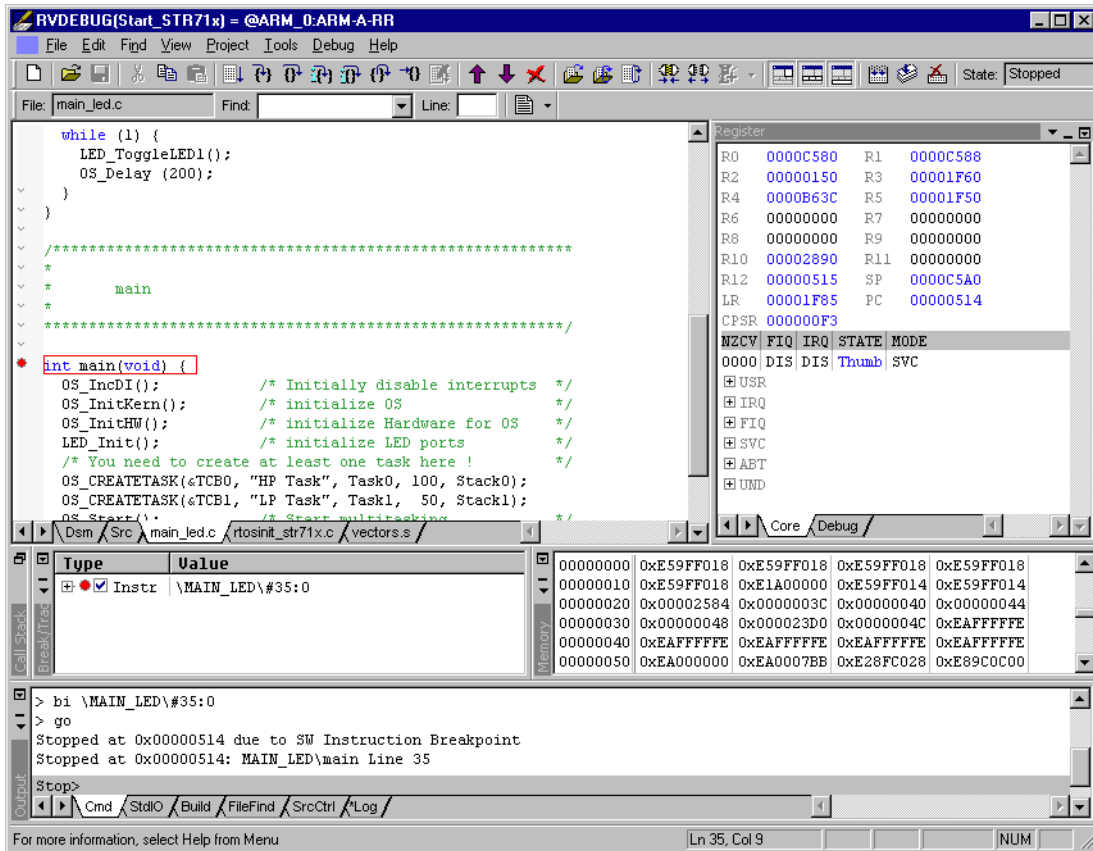 RVDEBUG(Start_STR71x) = @ARM_0:ARM-A-RR
File Edit Find View Project Tools Debug Help
State: Stopped
File: main_led.c Find: Line:
while (1) {
LED_ToggleLED1();
OS_Delay (200);
}
}
/**********************************************************
*
* main
*
**********************************************************/
int main(void) {
OS_IncDI(); /* Initially disable interrupts */
OS_InitKern(); /* initialize OS */
OS_InitHW(); /* initialize Hardware for OS */
LED_Init(); /* initialize LED ports */
/* You need to create at least one task here ! */
OS_CREATETASK(&TCB0, "HP Task", Task0, 100, Stack0);
OS_CREATETASK(&TCB1, "LP Task", Task1, 50, Stack1);
OS_Start(); /* Start multitasking */
Dsm Src main_led.c rtosinit_str71x.c vectors.s
Register
R0 0000C580 R1 0000C588
R2 00000150 R3 00001F60
R4 0000B63C R5 00001F50
R6 00000000 R7 00000000
R8 00000000 R9 00000000
R10 00002890 R11 00000000
R12 00000515 SP 0000C5A0
LR 00001F85 PC 00000514
CPSR 000000F3
NZCV FIQ IRQ STATE MODE
0000 DIS DIS Thumb SVC
USR
IRQ
FIQ
SVC
ABT
UND
Core Debug
Call Stack
Break/Trac
Type Value
Instr \MAIN_LED\#35:0
Memory
00000000 0xE59FF018 0xE59FF018 0xE59FF018 0xE59FF018
00000010 0xE59FF018 0xE1A00000 0xE59FF014 0xE59FF014
00000020 0x00002584 0x0000003C 0x00000040 0x00000044
00000030 0x00000048 0x000023D0 0x0000004C 0xEAFFFFFE
00000040 0xEAFFFFFE 0xEAFFFFFE 0xEAFFFFFE 0xEAFFFFFE
00000050 0xEA000000 0xEA0007BB 0xE28FC028 0xE89C0C00
Output
> bi \MAIN_LED\#35:0
> go
Stopped at 0x00000514 due to SW Instruction Breakpoint
Stopped at 0x00000514: MAIN_LED\main Line 35
Stop>
Cmd StdIO Build FileFind SrcCtrl *Log
For more information, select Help from Menu
Ln 35, Col 9
NUM